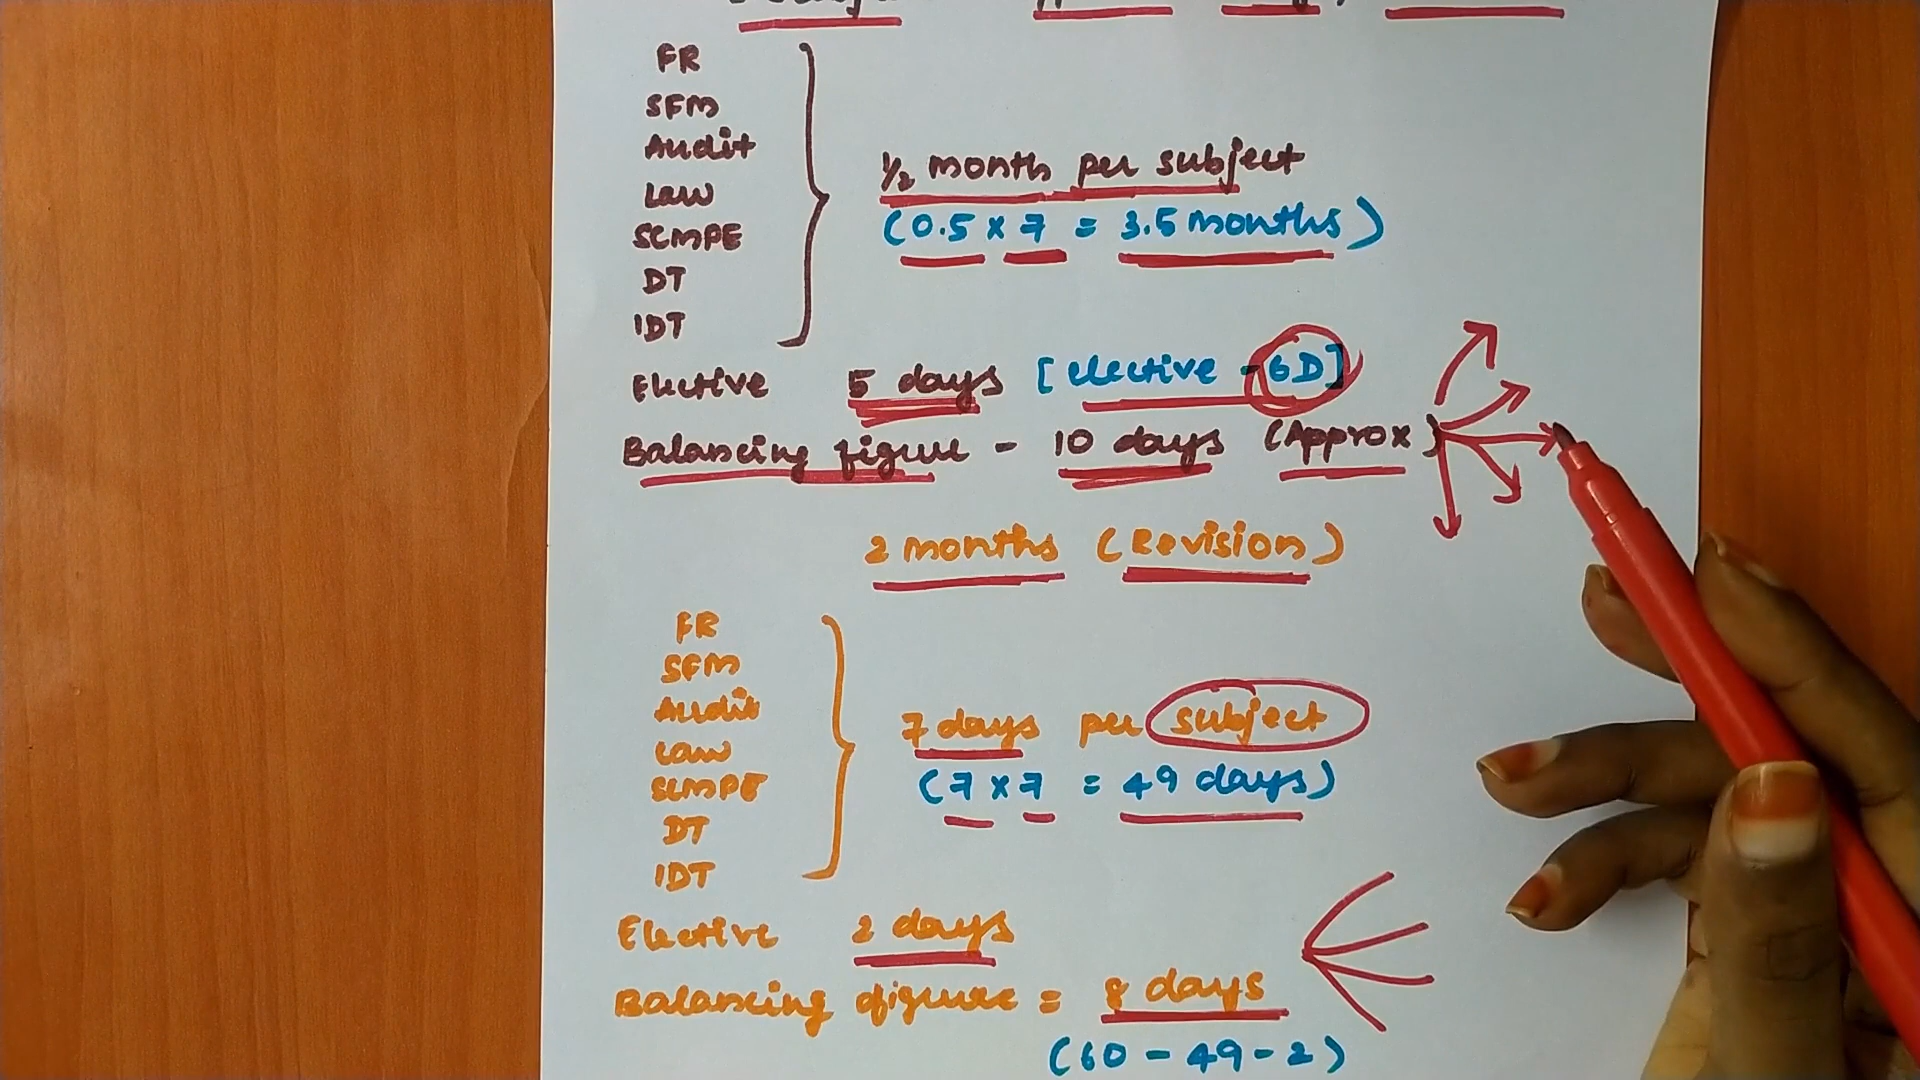 FR
SFM
Audit
Law
SCMPE
DT
IDT
1/2 month per subject
(0.5 x 7 = 3.5 months)
Elective 5 days [elective - 6D]
Balancing figure - 10 days (Approx)
2 months (Revision)
FR
SFM
Audit
Law
SCMPE
DT
IDT
7 days per subject
(7 x 7 = 49 days)
Elective 2 days
Balancing figure = 8 days
(60 - 49 - 2)